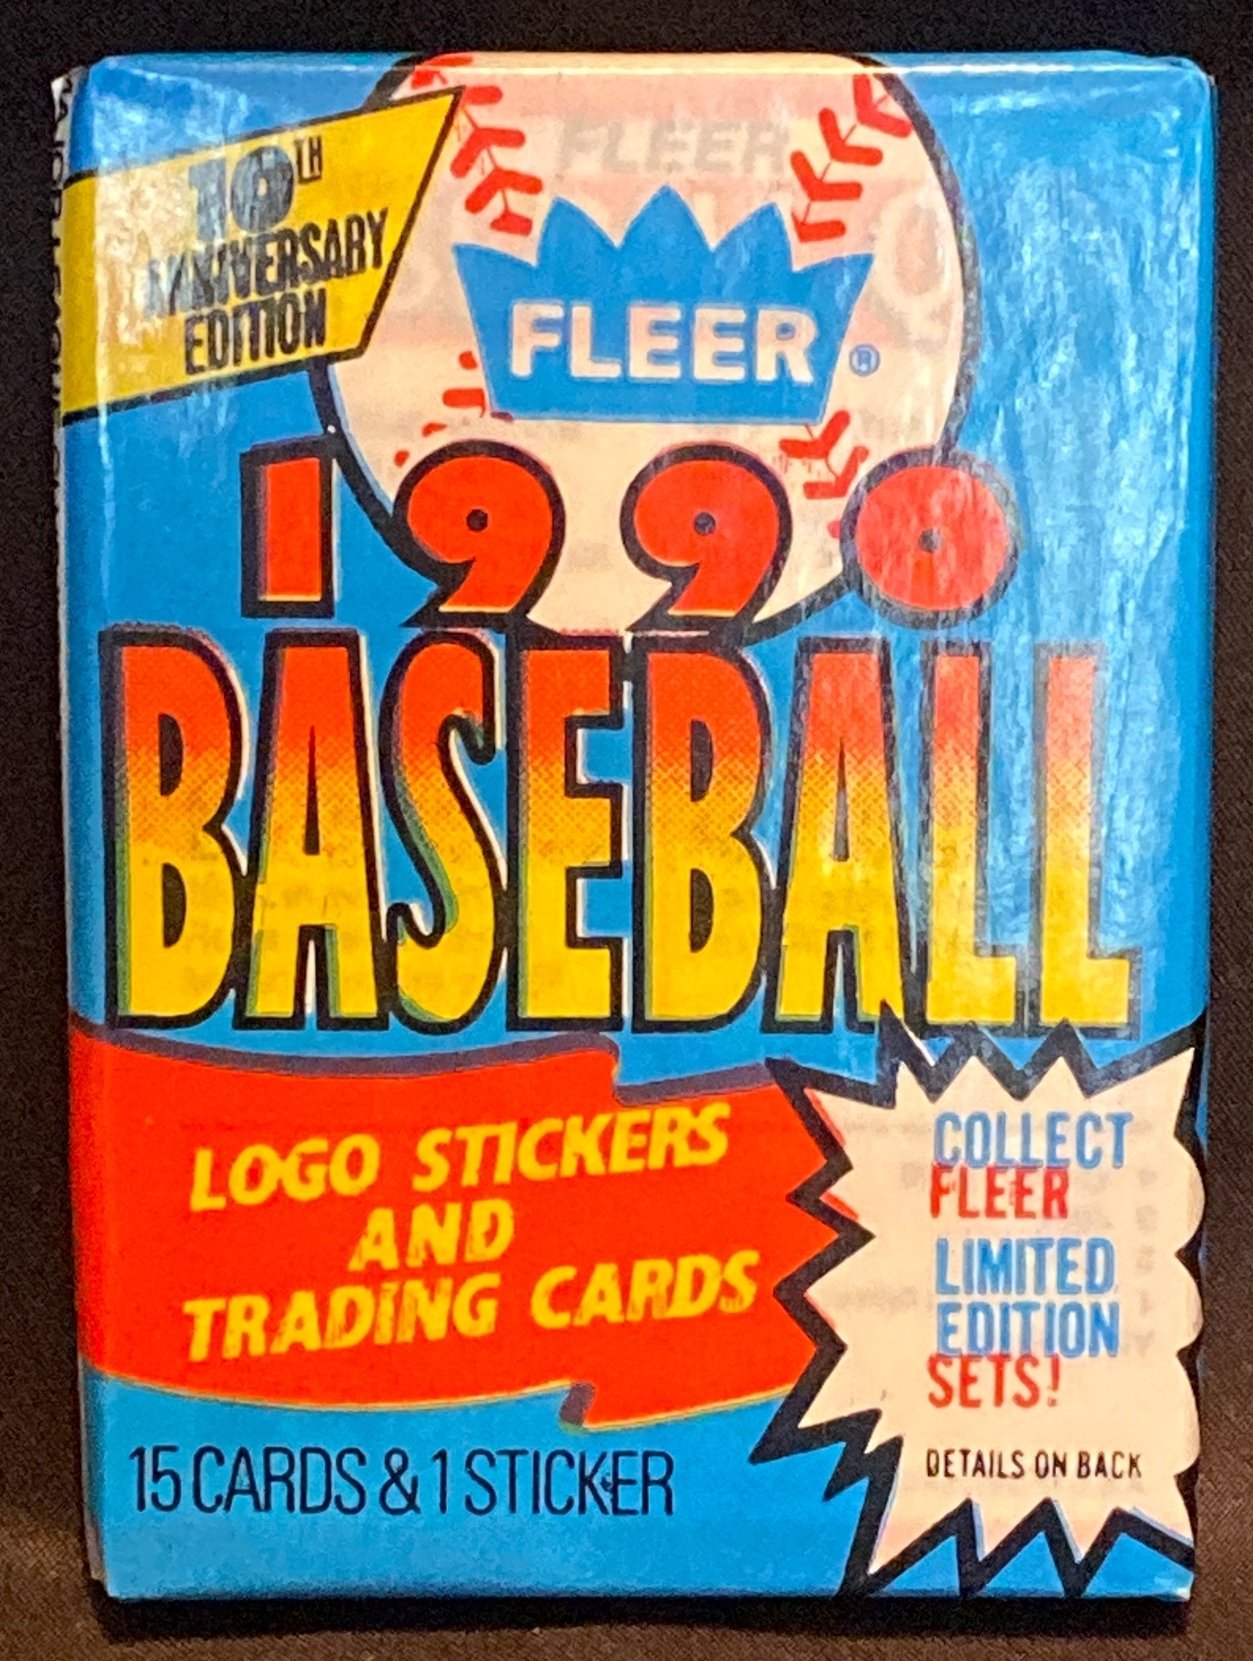 10TH
ANNIVERSARY
EDITION
FLEER
FLEER®
1990
BASEBALL
LOGO STICKERS
AND
TRADING CARDS
COLLECT
FLEER
LIMITED
EDITION
SETS!
DETAILS ON BACK
15 CARDS & 1 STICKER